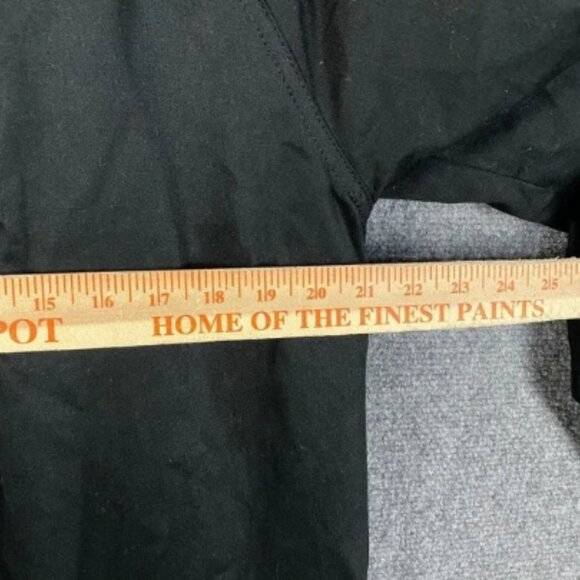 15 16 17 18 19 20 21 22 23 24 25
POT HOME OF THE FINEST PAINTS